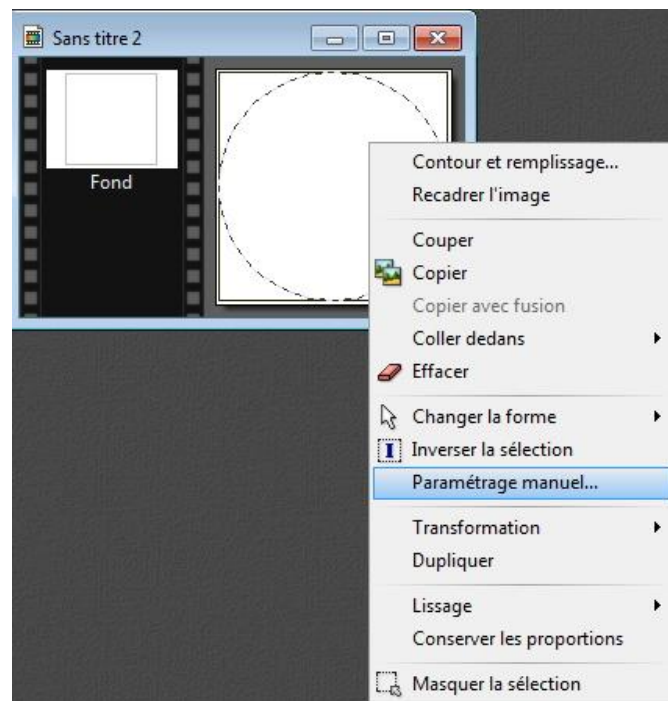 Sans titre 2
Fond
Contour et remplissage...
Recadrer l'image
Couper
Copier
Copier avec fusion
Coller dedans
Effacer
Changer la forme
Inverser la sélection
Paramétrage manuel...
Transformation
Dupliquer
Lissage
Conserver les proportions
Masquer la sélection